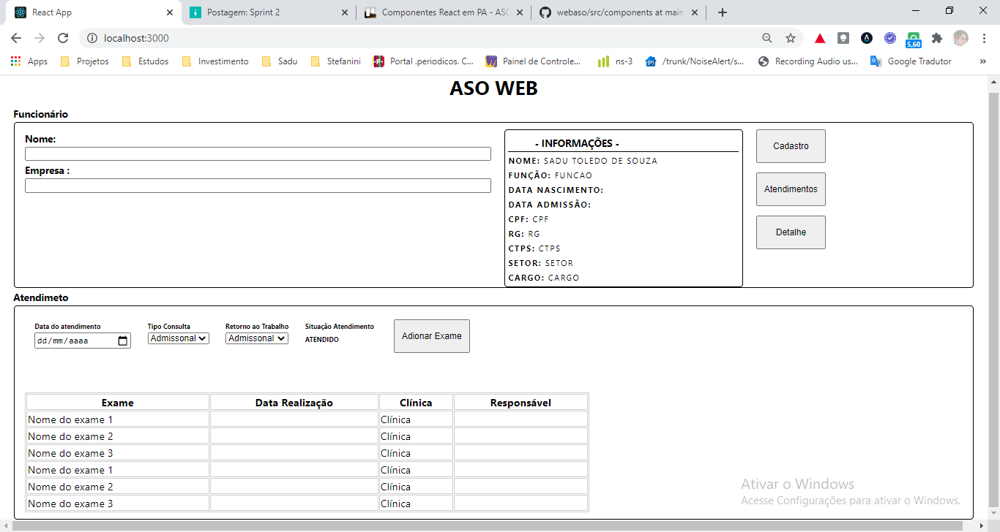 React App
Postagem: Sprint 2
Componentes React em PA - ASC
webaso/src/components at main
localhost:3000
5,60
Apps
Projetos
Estudos
Investimento
Sadu
Stefanini
Portal .periodicos. C...
Painel de Controle...
ns-3
/trunk/NoiseAlert/s...
Recording Audio us...
Google Tradutor
»
ASO WEB
Funcionário
Nome:
Empresa :
- INFORMAÇÕES -
NOME: SADU TOLEDO DE SOUZA
FUNÇÃO: FUNCAO
DATA NASCIMENTO:
DATA ADMISSÃO:
CPF: CPF
RG: RG
CTPS: CTPS
SETOR: SETOR
CARGO: CARGO
Cadastro
Atendimentos
Detalhe
Atendimeto
Data do atendimento
dd/mm/aaaa
Tipo Consulta
Admissonal
Retorno ao Trabalho
Admissonal
Situação Atendimento
ATENDIDO
Adionar Exame
Exame Data Realização Clínica Responsável
Nome do exame 1 Clínica
Nome do exame 2 Clínica
Nome do exame 3 Clínica
Nome do exame 1 Clínica
Nome do exame 2 Clínica
Nome do exame 3 Clínica
Ativar o Windows
Acesse Configurações para ativar o Windows.